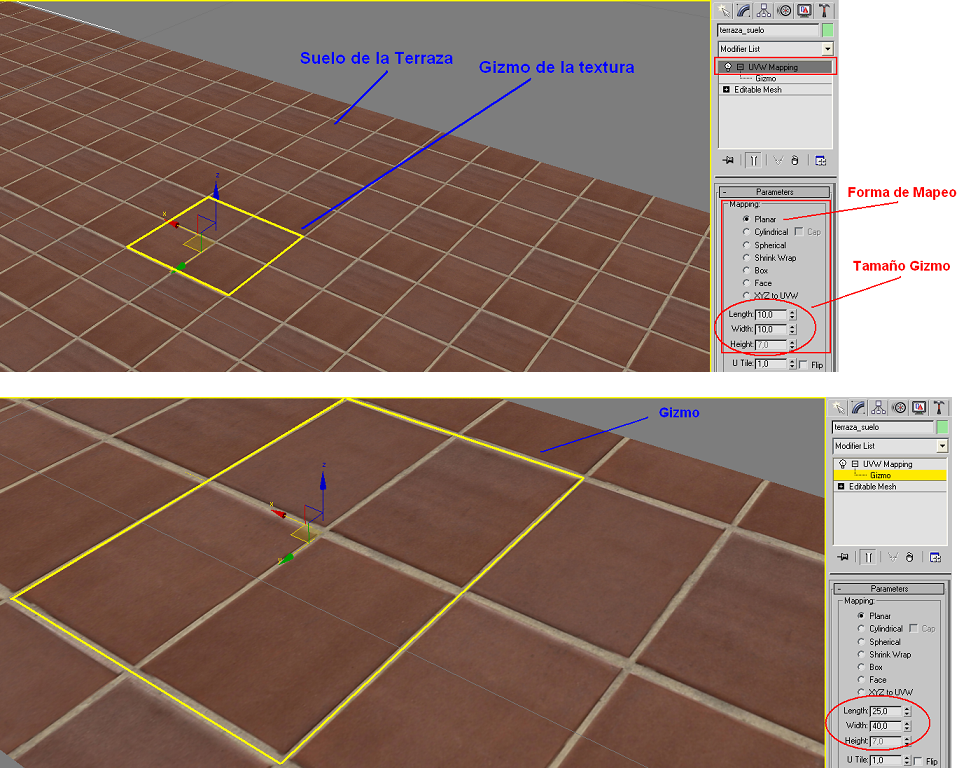 terraza_suelo
Modifier List
Suelo de la Terraza
Gizmo de la textura
UVW Mapping
Gizmo
Editable Mesh
Parameters
Mapping:
Planar
Forma de Mapeo
Cylindrical Cap
Spherical
Shrink Wrap
Box
Tamaño Gizmo
Face
XYZ to UVW
Length: 10,0
Width: 10,0
Height: 7,0
U Tile: 1,0 Flip
z
x
Gizmo
terraza_suelo
Modifier List
UVW Mapping
Gizmo
Editable Mesh
Parameters
Mapping:
Planar
Cylindrical Cap
Spherical
Shrink Wrap
Box
Face
XYZ to UVW
Length: 25,0
Width: 40,0
Height: 7,0
U Tile: 1,0 Flip
z
x